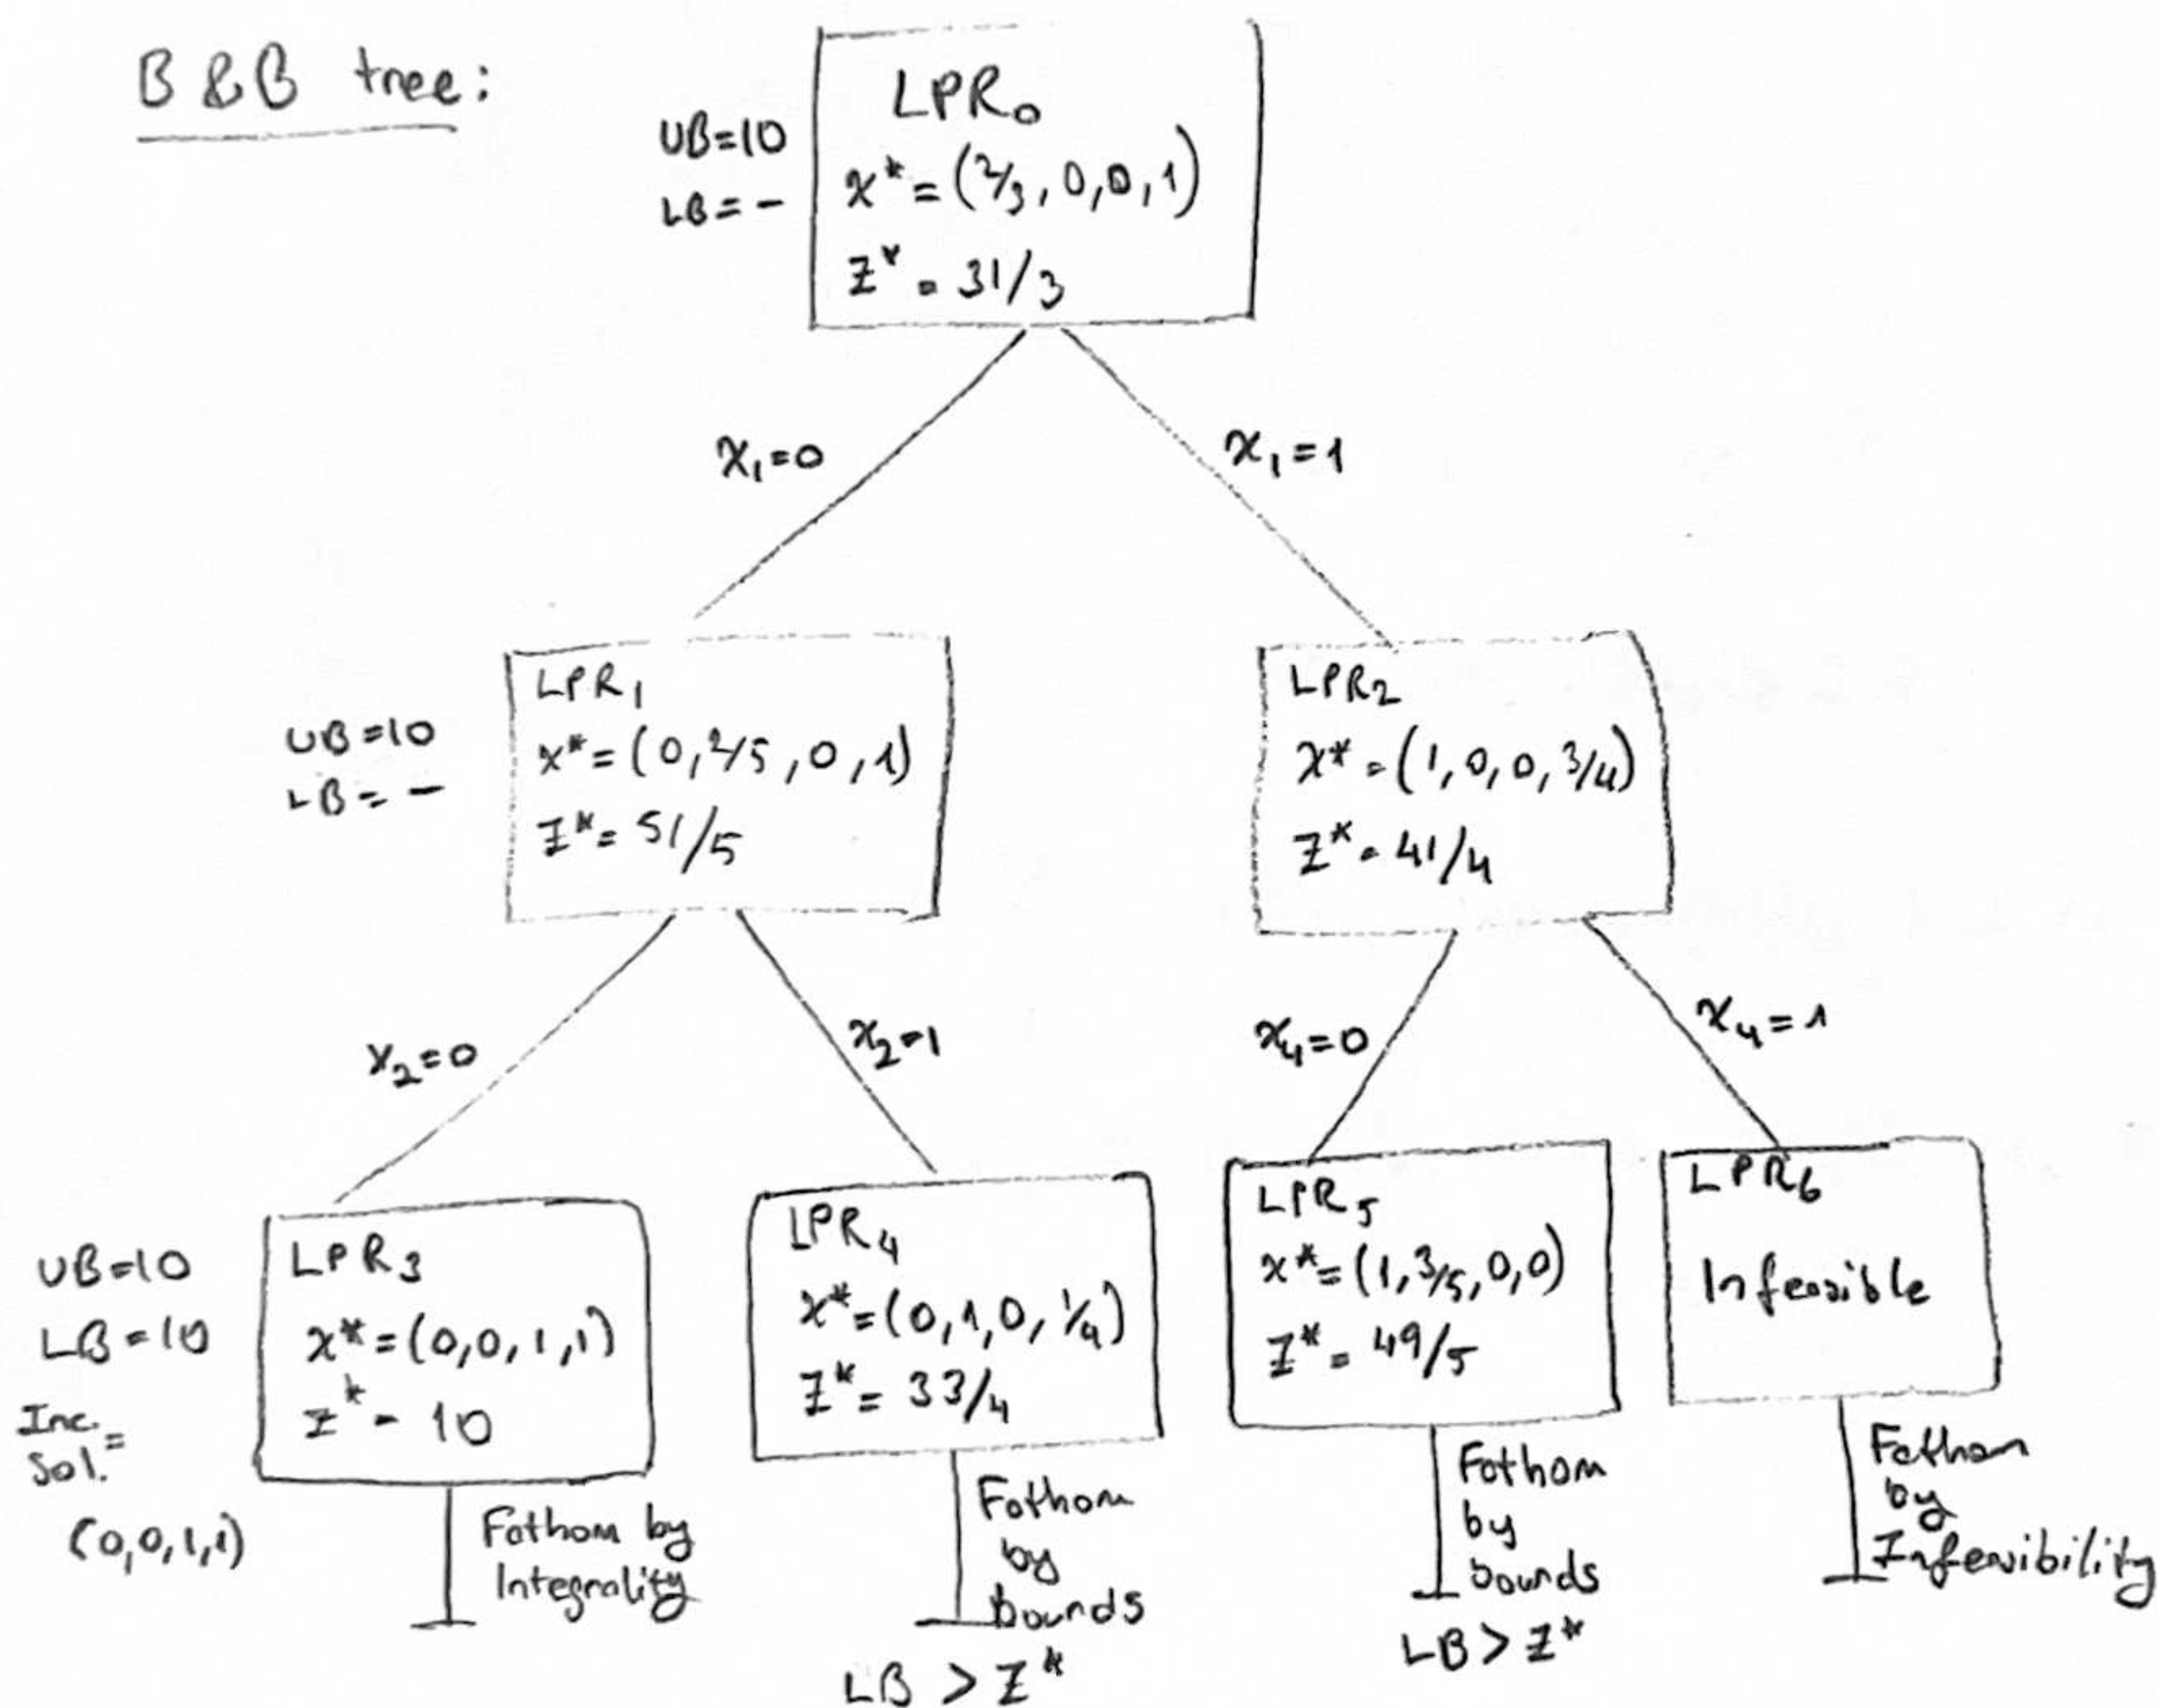 B & B tree:
UB=10
LB= -
LPR₀
x* = (2/3, 0, 0, 1)
Z* = 31/3
x₁=0
x₁=1
UB=10
LB= -
LPR₁
x* = (0, 2/5, 0, 1)
Z* = 51/5
LPR₂
x* = (1, 0, 0, 3/4)
Z* = 41/4
x₂=0
x₂=1
x₄=0
x₄=1
UB=10
LB=10
Inc. Sol. =
(0,0,1,1)
LPR₃
x* = (0,0,1,1)
Z* = 10
Fathom by
Integrality
LPR₄
x* = (0,1,0,1/4)
Z* = 33/4
Fathom
by
bounds
LB > Z*
LPR₅
x* = (1,3/5,0,0)
Z* = 49/5
Fathom
by
bounds
LB > Z*
LPR₆
Infeasible
Fathom
by
Infeasibility